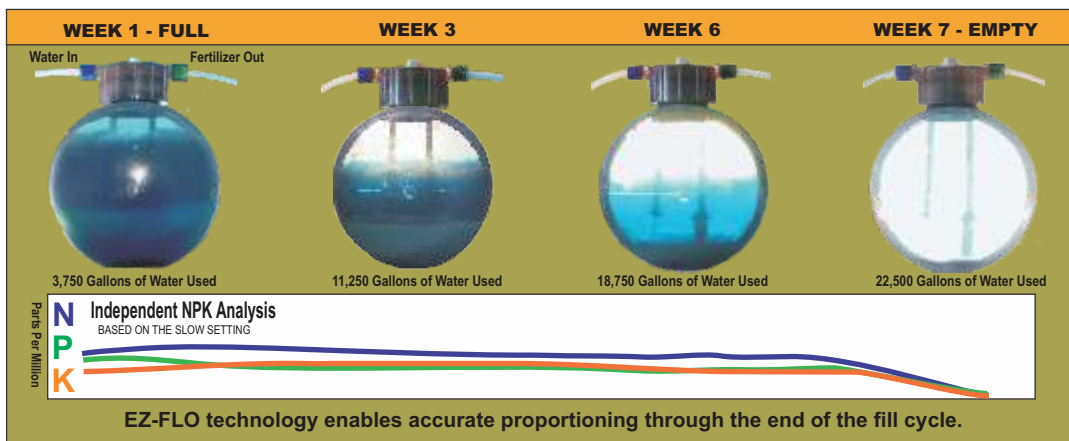 WEEK 1 - FULL
WEEK 3
WEEK 6
WEEK 7 - EMPTY
Water In
Fertilizer Out
3,750 Gallons of Water Used
11,250 Gallons of Water Used
18,750 Gallons of Water Used
22,500 Gallons of Water Used
Parts Per Million
N
P
K
Independent NPK Analysis
BASED ON THE SLOW SETTING
EZ-FLO technology enables accurate proportioning through the end of the fill cycle.